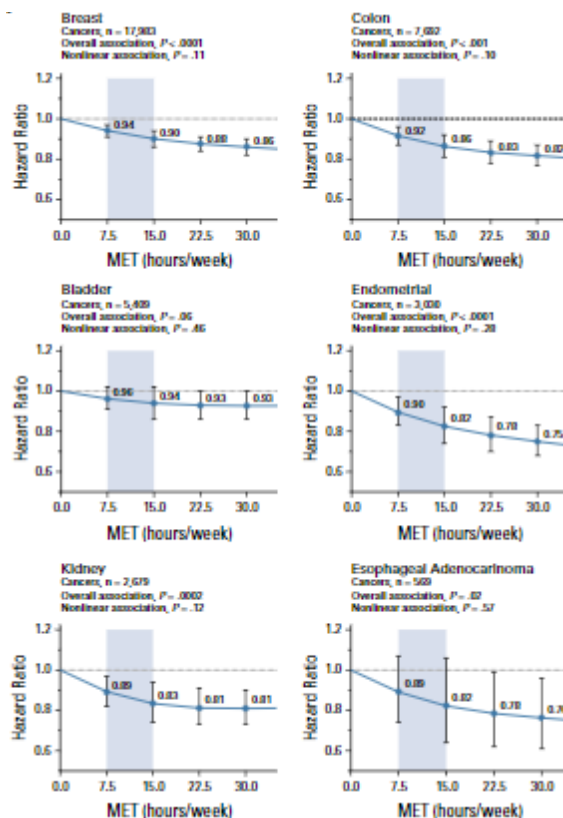 Breast
Cancers, n = 17,983
Overall association, P < .0001
Nonlinear association, P = .11
1.2
1.0
0.8
0.6
Hazard Ratio
0.94
0.90
0.88
0.86
0.0 7.5 15.0 22.5 30.0
MET (hours/week)
Colon
Cancers, n = 7,692
Overall association, P < .001
Nonlinear association, P = .10
1.2
1.0
0.8
0.6
Hazard Ratio
0.92
0.86
0.83
0.82
0.0 7.5 15.0 22.5 30.0
MET (hours/week)
Bladder
Cancers, n = 5,409
Overall association, P = .06
Nonlinear association, P = .46
1.2
1.0
0.8
0.6
Hazard Ratio
0.96
0.94
0.93
0.93
0.0 7.5 15.0 22.5 30.0
MET (hours/week)
Endometrial
Cancers, n = 3,030
Overall association, P < .0001
Nonlinear association, P = .20
1.2
1.0
0.8
0.6
Hazard Ratio
0.90
0.82
0.78
0.75
0.0 7.5 15.0 22.5 30.0
MET (hours/week)
Kidney
Cancers, n = 2,679
Overall association, P = .0002
Nonlinear association, P = .12
1.2
1.0
0.8
0.6
Hazard Ratio
0.89
0.83
0.81
0.81
0.0 7.5 15.0 22.5 30.0
MET (hours/week)
Esophageal Adenocarinoma
Cancers, n = 569
Overall association, P = .02
Nonlinear association, P = .57
1.2
1.0
0.8
0.6
Hazard Ratio
0.89
0.82
0.78
0.0 7.5 15.0 22.5 30.0
MET (hours/week)